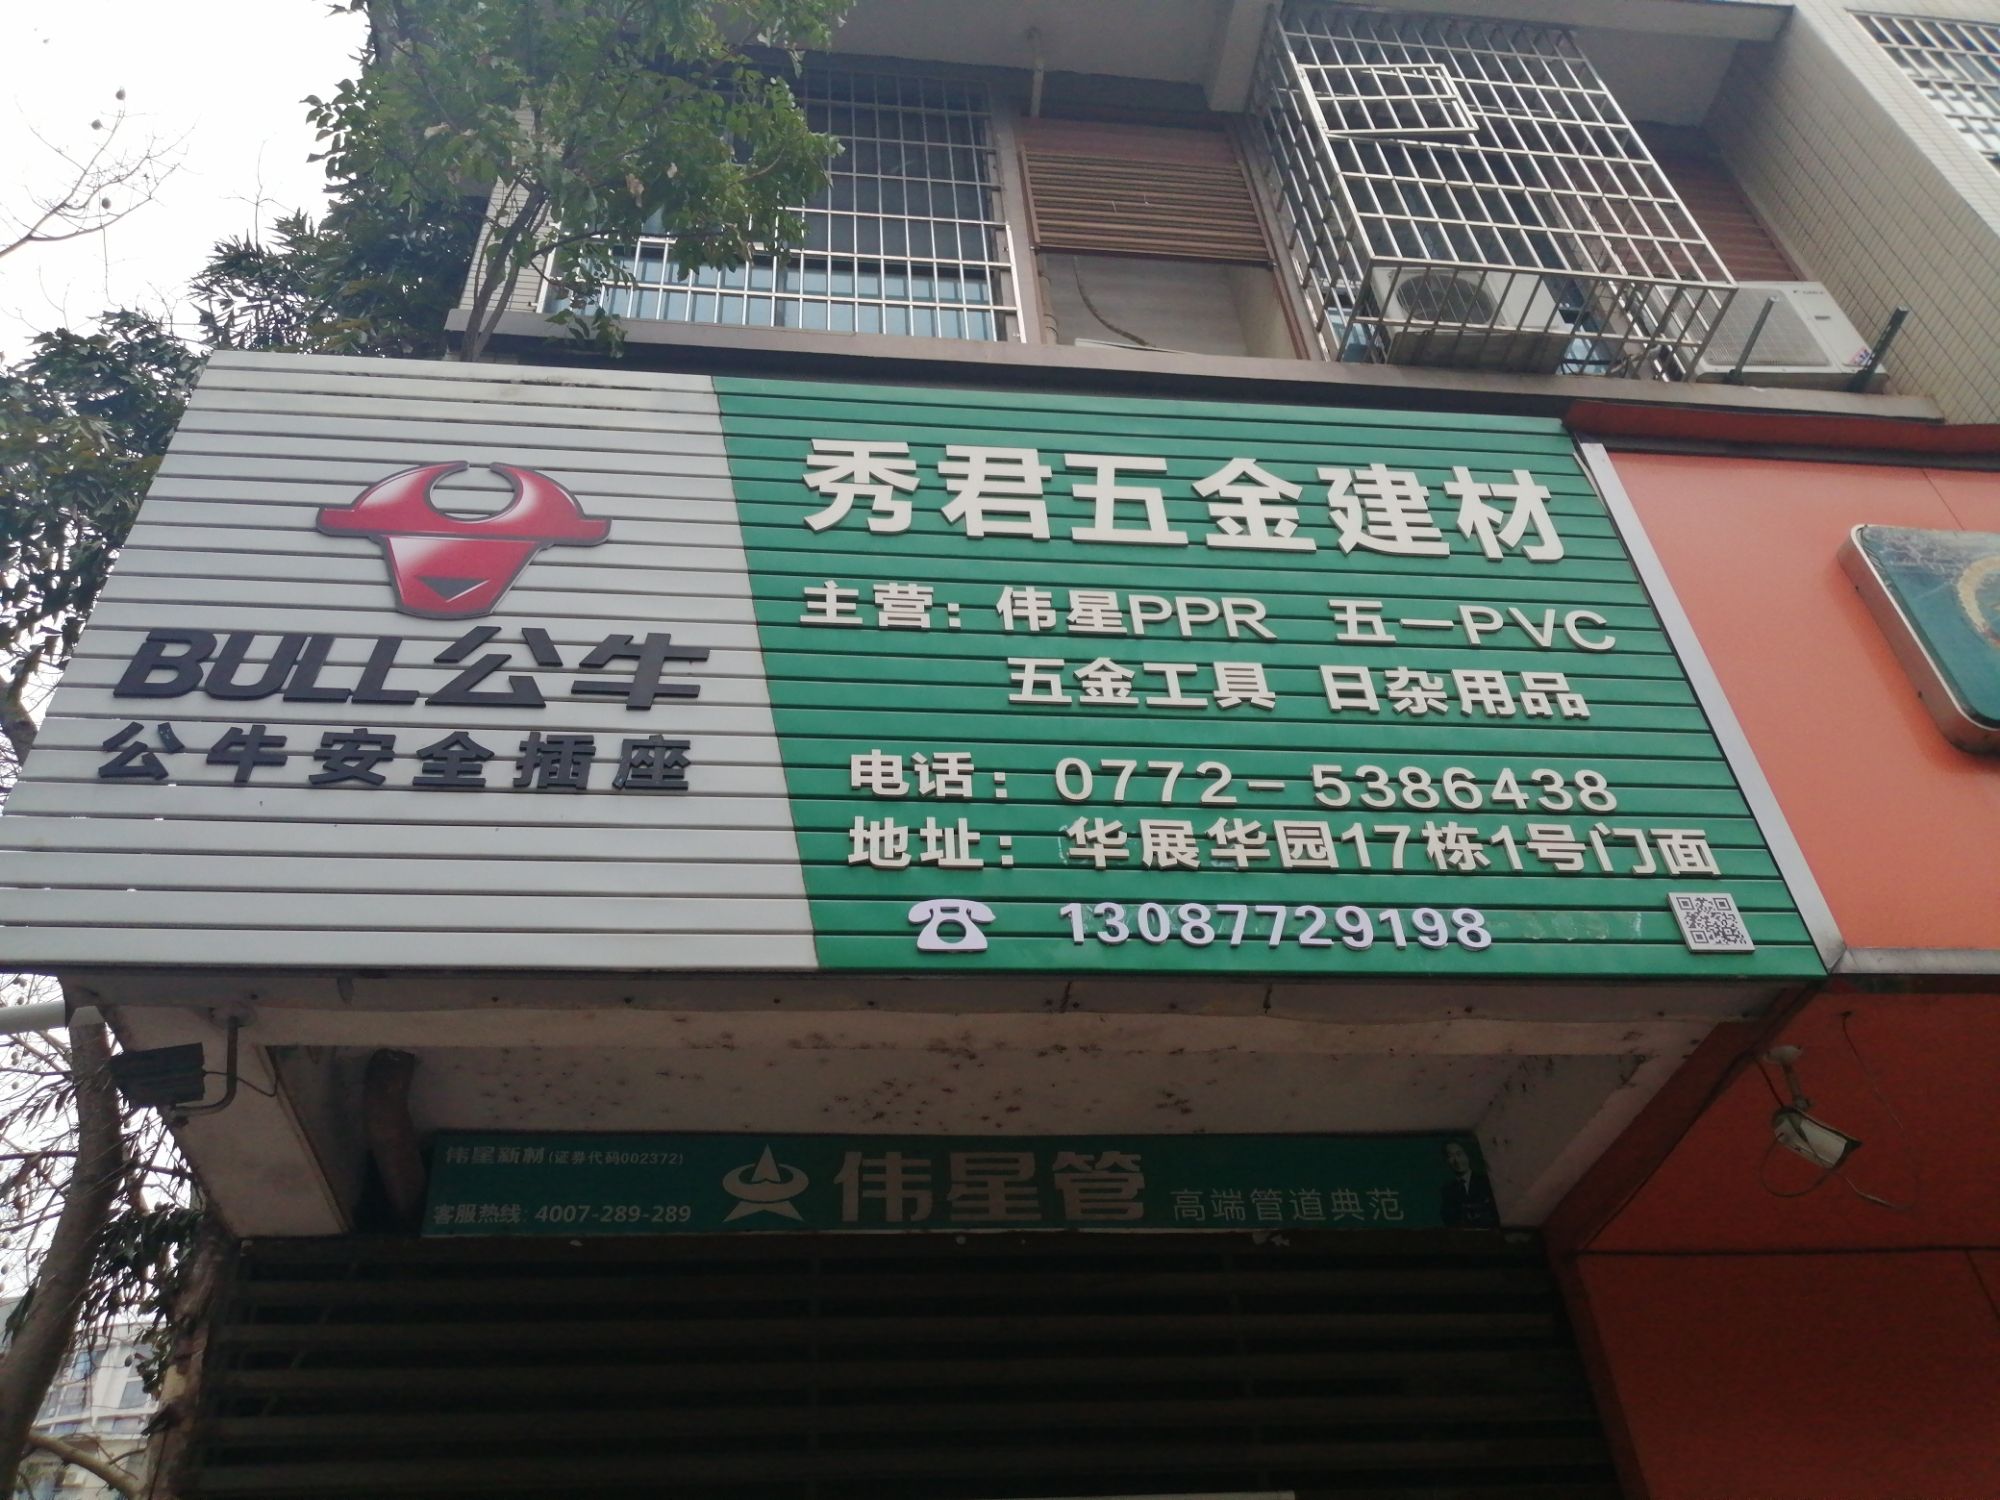 BULL公牛
公牛安全插座
秀君五金建材
主营：伟星PPR 五一PVC
五金工具 日杂用品
电话：0772-5386438
地址：华展华园17栋1号门面
13087729198
伟星新材(证券代码002372)
客服热线：4007-289-289
伟星管
高端管道典范